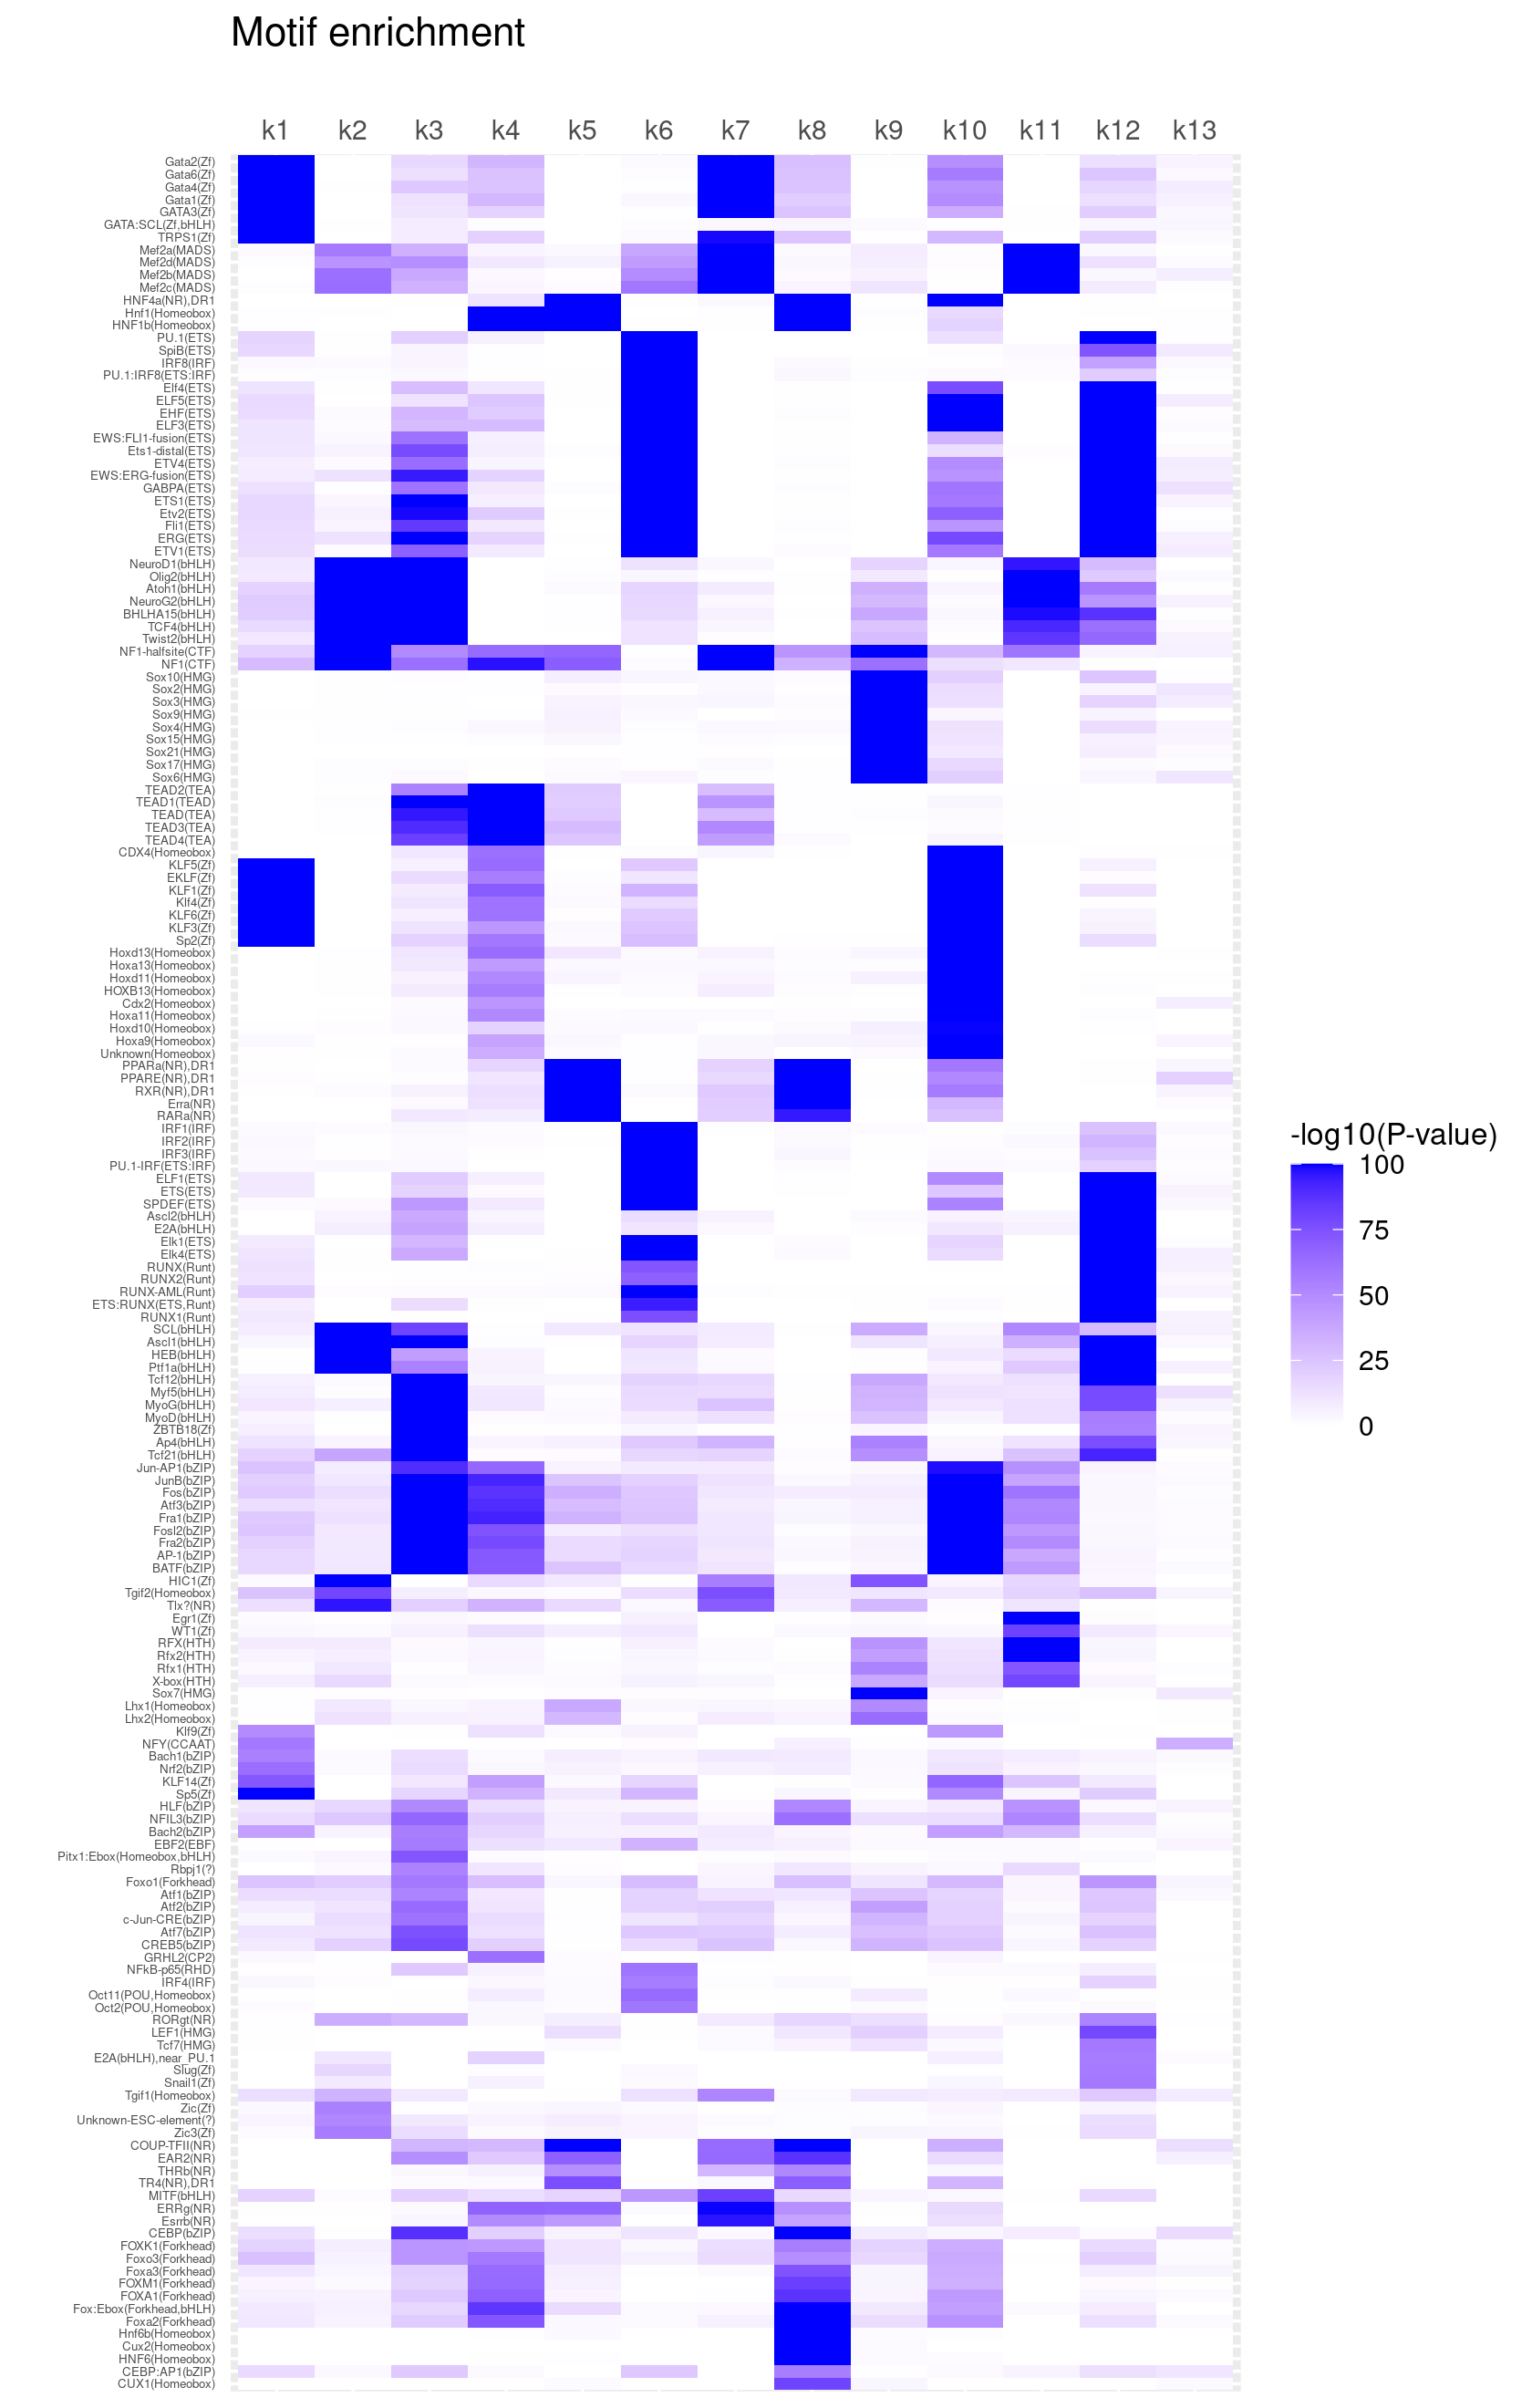 Motif enrichment
k1 k2 k3 k4 k5 k6 k7 k8 k9 k10 k11 k12 k13
Gata2(Zf)
Gata6(Zf)
Gata4(Zf)
Gata1(Zf)
GATA3(Zf)
GATA:SCL(Zf,bHLH)
TRPS1(Zf)
Mef2a(MADS)
Mef2d(MADS)
Mef2b(MADS)
Mef2c(MADS)
HNF4a(NR),DR1
Hnf1(Homeobox)
HNF1b(Homeobox)
PU.1(ETS)
SpiB(ETS)
IRF8(IRF)
PU.1:IRF8(ETS:IRF)
Elf4(ETS)
ELF5(ETS)
EHF(ETS)
ELF3(ETS)
EWS:FLI1-fusion(ETS)
Ets1-distal(ETS)
ETV4(ETS)
EWS:ERG-fusion(ETS)
GABPA(ETS)
ETS1(ETS)
Etv2(ETS)
Fli1(ETS)
ERG(ETS)
ETV1(ETS)
NeuroD1(bHLH)
Olig2(bHLH)
Atoh1(bHLH)
NeuroG2(bHLH)
BHLHA15(bHLH)
TCF4(bHLH)
Twist2(bHLH)
NF1-halfsite(CTF)
NF1(CTF)
Sox10(HMG)
Sox2(HMG)
Sox3(HMG)
Sox9(HMG)
Sox4(HMG)
Sox15(HMG)
Sox21(HMG)
Sox17(HMG)
Sox6(HMG)
TEAD2(TEA)
TEAD1(TEAD)
TEAD(TEA)
TEAD3(TEA)
TEAD4(TEA)
CDX4(Homeobox)
KLF5(Zf)
EKLF(Zf)
KLF1(Zf)
Klf4(Zf)
KLF6(Zf)
KLF3(Zf)
Sp2(Zf)
Hoxd13(Homeobox)
Hoxa13(Homeobox)
Hoxd11(Homeobox)
HOXB13(Homeobox)
Cdx2(Homeobox)
Hoxa11(Homeobox)
Hoxd10(Homeobox)
Hoxa9(Homeobox)
Unknown(Homeobox)
PPARa(NR),DR1
PPARE(NR),DR1
RXR(NR),DR1
Erra(NR)
RARa(NR)
IRF1(IRF)
IRF2(IRF)
IRF3(IRF)
PU.1-IRF(ETS:IRF)
ELF1(ETS)
ETS(ETS)
SPDEF(ETS)
Ascl2(bHLH)
E2A(bHLH)
Elk1(ETS)
Elk4(ETS)
RUNX(Runt)
RUNX2(Runt)
RUNX-AML(Runt)
ETS:RUNX(ETS,Runt)
RUNX1(Runt)
SCL(bHLH)
Ascl1(bHLH)
HEB(bHLH)
Ptf1a(bHLH)
Tcf12(bHLH)
Myf5(bHLH)
MyoG(bHLH)
MyoD(bHLH)
ZBTB18(Zf)
Ap4(bHLH)
Tcf21(bHLH)
Jun-AP1(bZIP)
JunB(bZIP)
Fos(bZIP)
Atf3(bZIP)
Fra1(bZIP)
Fosl2(bZIP)
Fra2(bZIP)
AP-1(bZIP)
BATF(bZIP)
HIC1(Zf)
Tgif2(Homeobox)
Tlx?(NR)
Egr1(Zf)
WT1(Zf)
RFX(HTH)
Rfx2(HTH)
Rfx1(HTH)
X-box(HTH)
Sox7(HMG)
Lhx1(Homeobox)
Lhx2(Homeobox)
Klf9(Zf)
NFY(CCAAT)
Bach1(bZIP)
Nrf2(bZIP)
KLF14(Zf)
Sp5(Zf)
HLF(bZIP)
NFIL3(bZIP)
Bach2(bZIP)
EBF2(EBF)
Pitx1:Ebox(Homeobox,bHLH)
Rbpj1(?)
Foxo1(Forkhead)
Atf1(bZIP)
Atf2(bZIP)
c-Jun-CRE(bZIP)
Atf7(bZIP)
CREB5(bZIP)
GRHL2(CP2)
NFkB-p65(RHD)
IRF4(IRF)
Oct11(POU,Homeobox)
Oct2(POU,Homeobox)
RORgt(NR)
LEF1(HMG)
Tcf7(HMG)
E2A(bHLH),near_PU.1
Slug(Zf)
Snail1(Zf)
Tgif1(Homeobox)
Zic(Zf)
Unknown-ESC-element(?)
Zic3(Zf)
COUP-TFII(NR)
EAR2(NR)
THRb(NR)
TR4(NR),DR1
MITF(bHLH)
ERRg(NR)
Esrrb(NR)
CEBP(bZIP)
FOXK1(Forkhead)
Foxo3(Forkhead)
Foxa3(Forkhead)
FOXM1(Forkhead)
FOXA1(Forkhead)
Fox:Ebox(Forkhead,bHLH)
Foxa2(Forkhead)
Hnf6b(Homeobox)
Cux2(Homeobox)
HNF6(Homeobox)
CEBP:AP1(bZIP)
CUX1(Homeobox)
-log10(P-value)
100
75
50
25
0